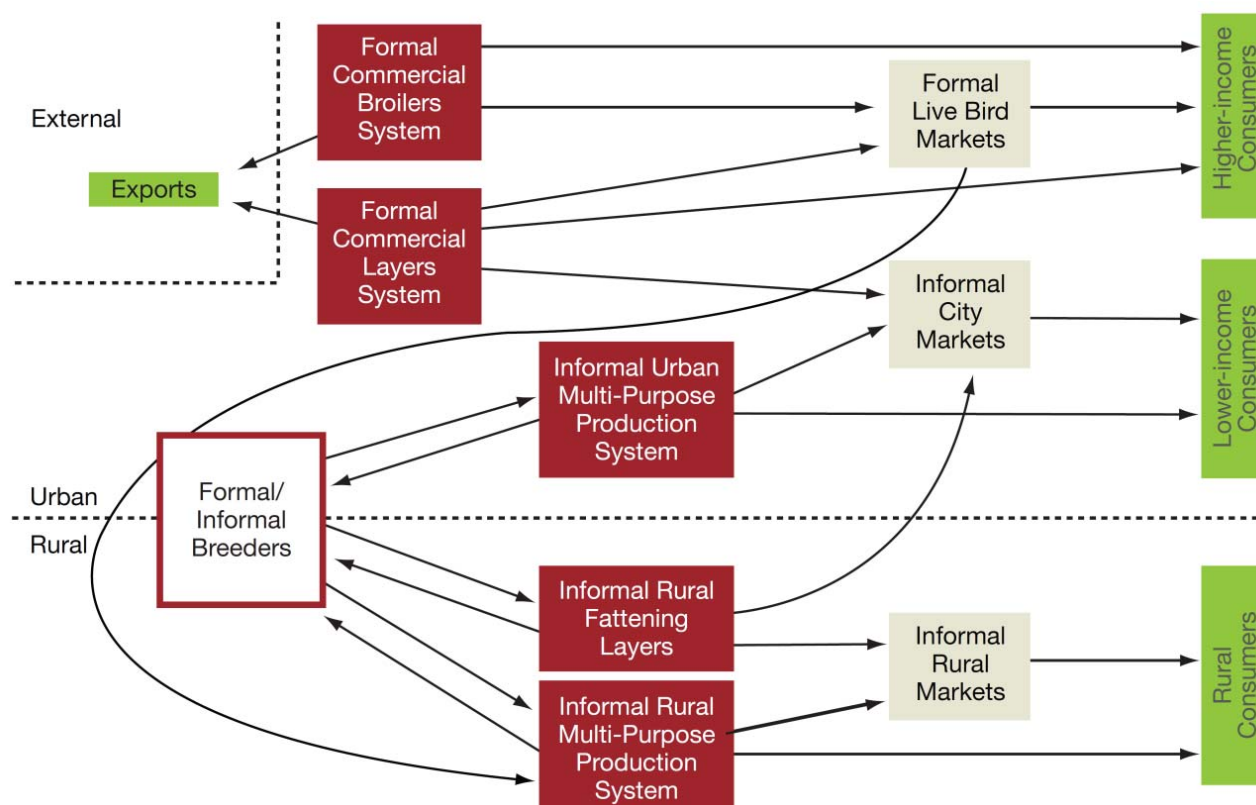 External
Exports
Formal
Commercial
Broilers
System
Formal
Commercial
Layers
System
Formal
Live Bird
Markets
Higher-income
Consumers
Informal
City
Markets
Lower-income
Consumers
Informal Urban
Multi-Purpose
Production
System
Urban
Rural
Formal/
Informal
Breeders
Informal Rural
Fattening
Layers
Informal Rural
Multi-Purpose
Production
System
Informal
Rural
Markets
Rural
Consumers